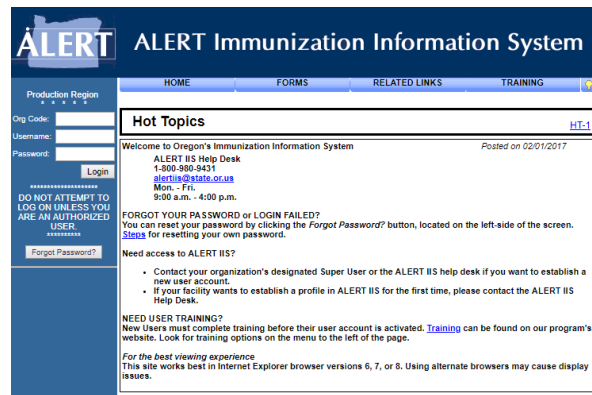 ALERT
ALERT Immunization Information System
HOME FORMS RELATED LINKS TRAINING
Production Region
* * * * *
Org Code:
Username:
Password:
Login
********************
DO NOT ATTEMPT TO
LOG ON UNLESS YOU
ARE AN AUTHORIZED
USER.
**********
Forgot Password?
Hot Topics
HT-1
Welcome to Oregon's Immunization Information System
Posted on 02/01/2017
ALERT IIS Help Desk
1-800-980-9431
alertiis@state.or.us
Mon. - Fri.
9:00 a.m. - 4:00 p.m.
FORGOT YOUR PASSWORD or LOGIN FAILED?
You can reset your password by clicking the Forgot Password? button, located on the left-side of the screen.
Steps for resetting your own password.
Need access to ALERT IIS?
• Contact your organization's designated Super User or the ALERT IIS help desk if you want to establish a
new user account.
• If your facility wants to establish a profile in ALERT IIS for the first time, please contact the ALERT IIS
Help Desk.
NEED USER TRAINING?
New Users must complete training before their user account is activated. Training can be found on our program's
website. Look for training options on the menu to the left of the page.
For the best viewing experience
This site works best in Internet Explorer browser versions 6, 7, or 8. Using alternate browsers may cause display
issues.